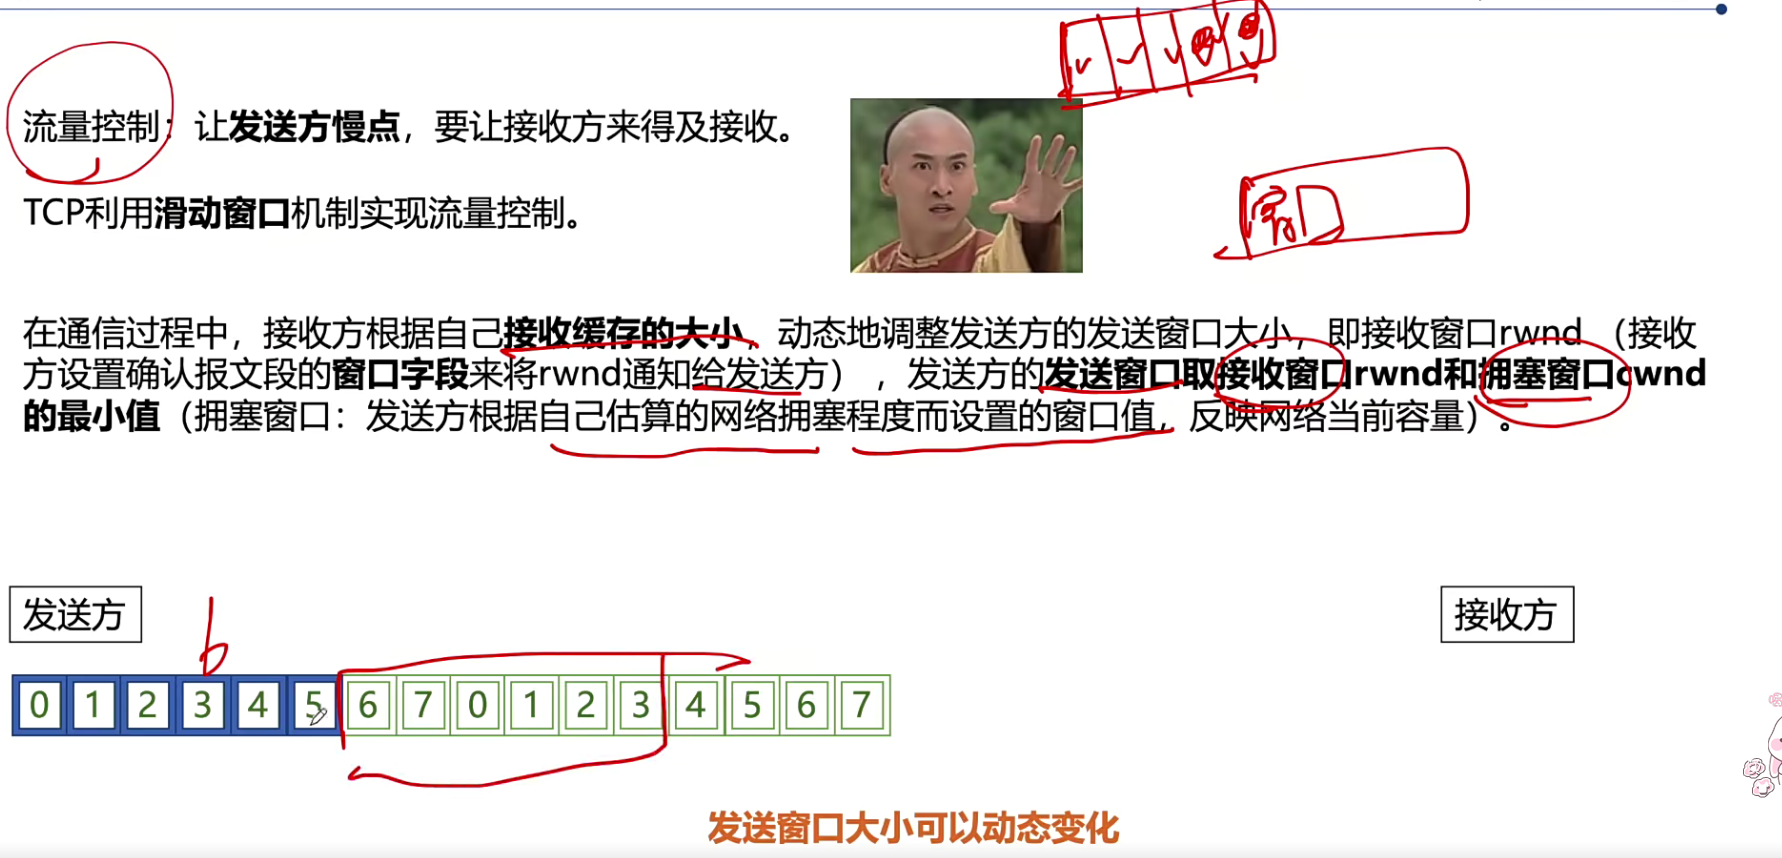 流量控制：让发送方慢点，要让接收方来得及接收。
TCP利用滑动窗口机制实现流量控制。
在通信过程中，接收方根据自己接收缓存的大小，动态地调整发送方的发送窗口大小，即接收窗口rwnd（接收
方设置确认报文段的窗口字段来将rwnd通知给发送方），发送方的发送窗口取接收窗口rwnd和拥塞窗口cwnd
的最小值（拥塞窗口：发送方根据自己估算的网络拥塞程度而设置的窗口值，反映网络当前容量）。
发送方
接收方
6
0 1 2 3 4 5 6 7 0 1 2 3 4 5 6 7
发送窗口大小可以动态变化